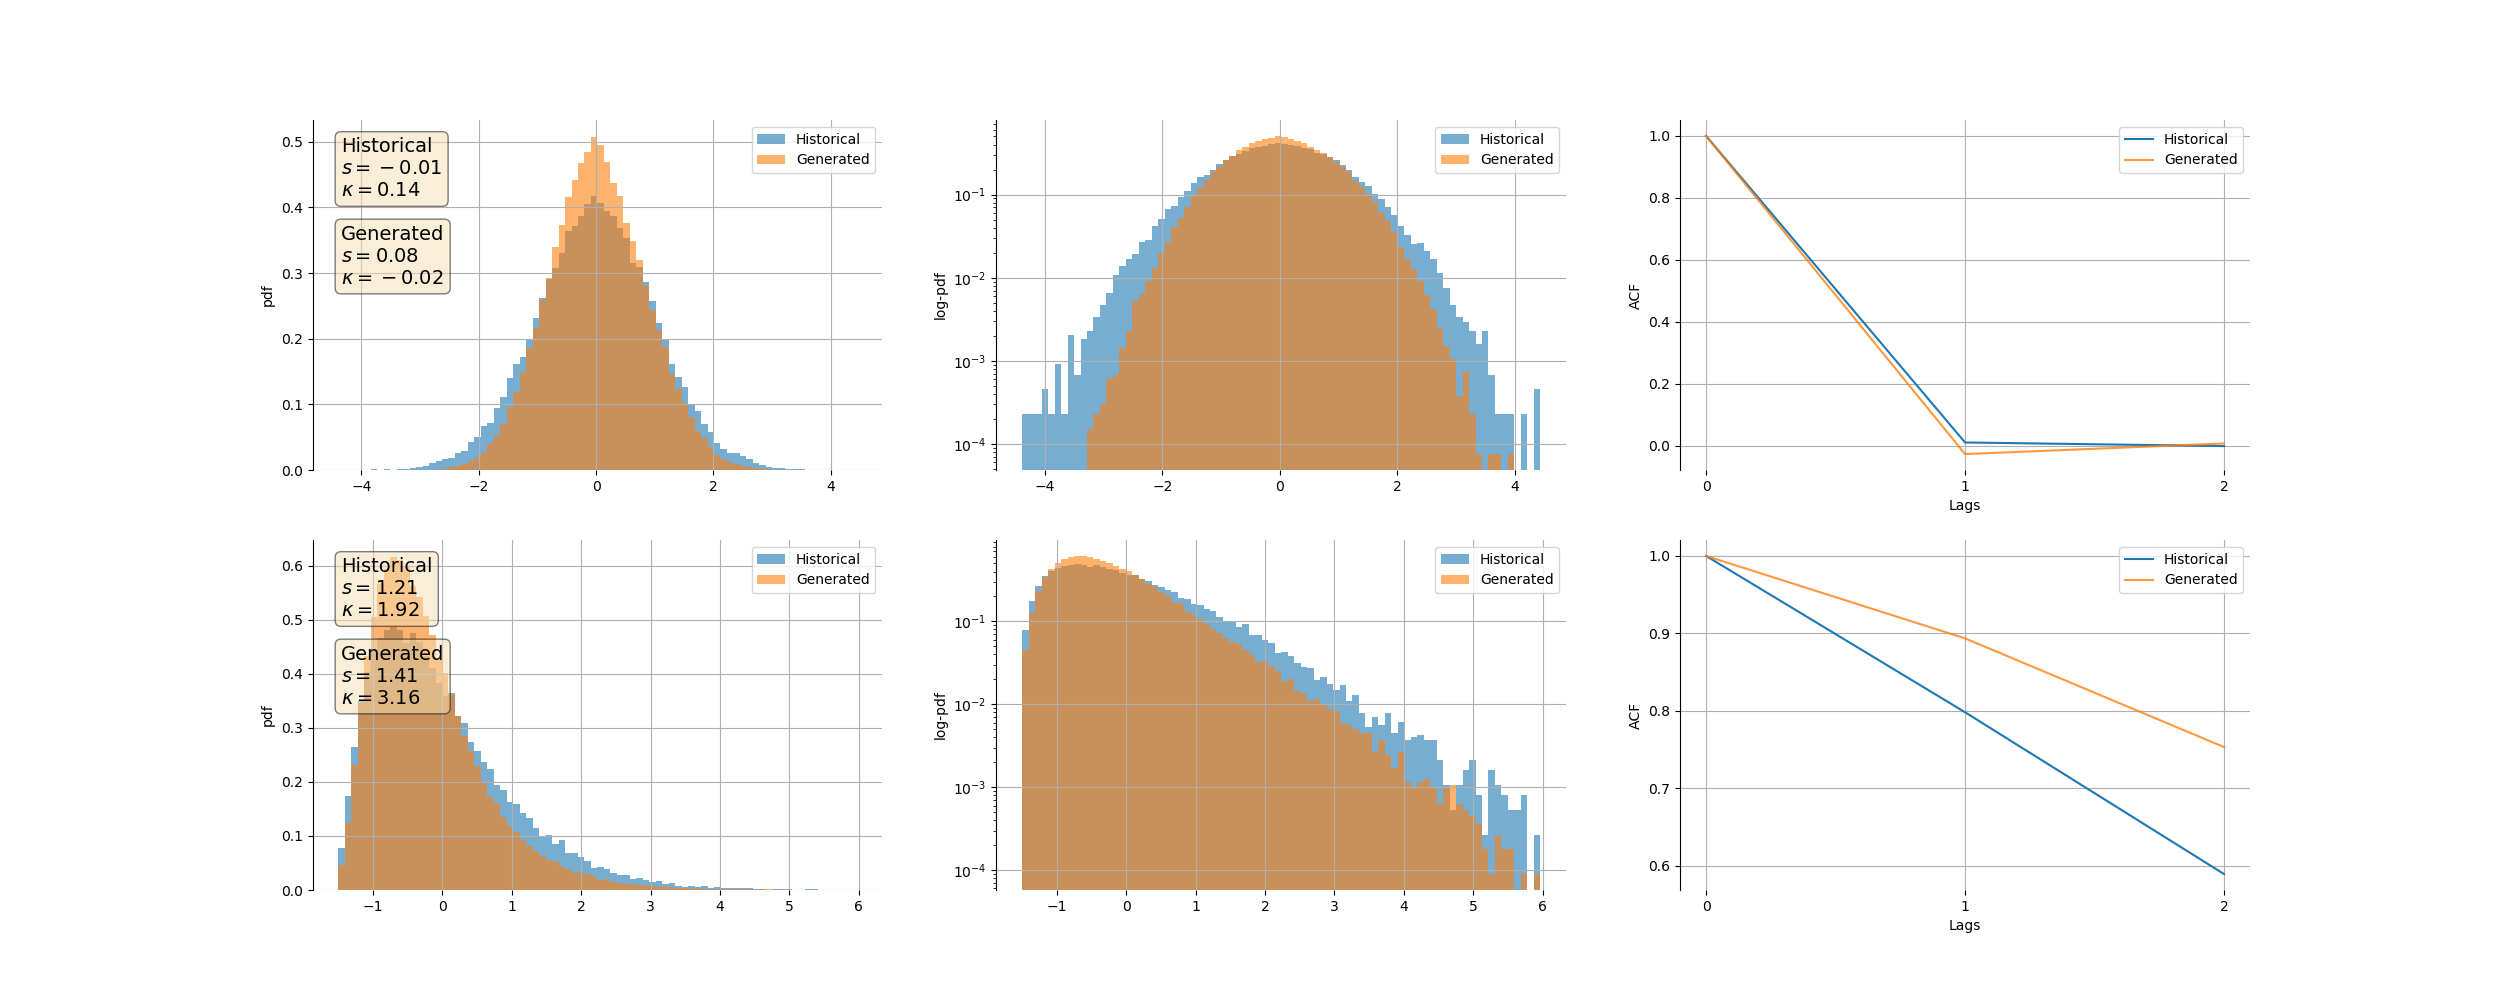 Historical
s = −0.01
κ = 0.14
Generated
s = 0.08
κ = −0.02
Historical
Generated
pdf
0.5
0.4
0.3
0.2
0.1
0.0
−4 −2 0 2 4
Historical
Generated
log-pdf
10⁻¹
10⁻²
10⁻³
10⁻⁴
−4 −2 0 2 4
Historical
Generated
ACF
1.0
0.8
0.6
0.4
0.2
0.0
0 1 2
Lags
Historical
s = 1.21
κ = 1.92
Generated
s = 1.41
κ = 3.16
Historical
Generated
pdf
0.6
0.5
0.4
0.3
0.2
0.1
0.0
−1 0 1 2 3 4 5 6
Historical
Generated
log-pdf
10⁻¹
10⁻²
10⁻³
10⁻⁴
−1 0 1 2 3 4 5 6
Historical
Generated
ACF
1.0
0.9
0.8
0.7
0.6
0 1 2
Lags